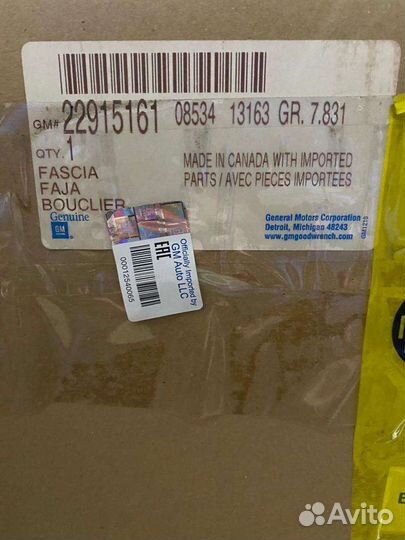 GM# 22915161 08534 13163 GR. 7.831
QTY. 1
FASCIA
FAJA
BOUCLIER
MADE IN CANADA WITH IMPORTED
PARTS / AVEC PIECES IMPORTEES
Genuine
GM
General Motors Corporation
Detroit, Michigan 48243
www.gmgoodwrench.com
Officially Imported by
GM Auto LLC
EAC
00012540065
Avito